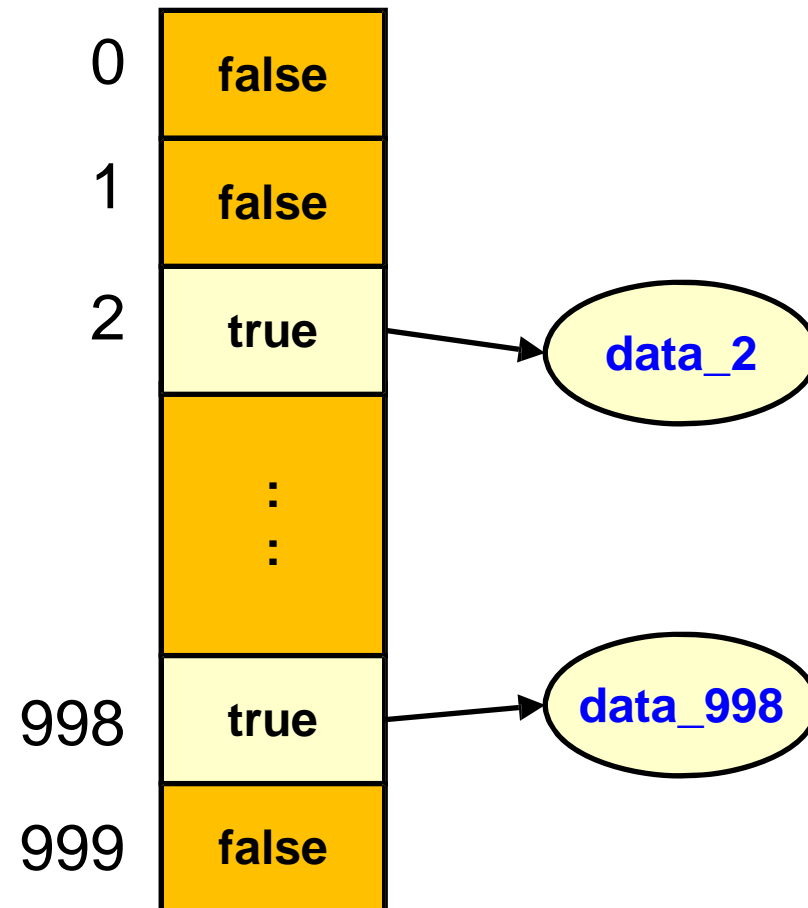 0 false
1 false
2 true data_2
:
:
998 true data_998
999 false